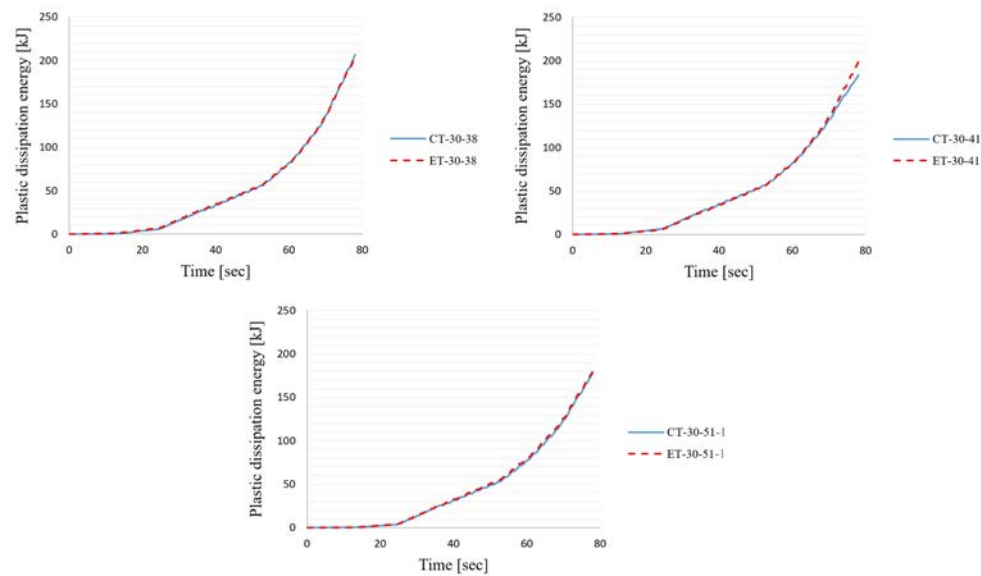 Plastic dissipation energy [kJ]
250
200
150
100
50
0
0 20 40 60 80
Time [sec]
CT-30-38
ET-30-38
Plastic dissipation energy [kJ]
250
200
150
100
50
0
0 20 40 60 80
Time [sec]
CT-30-41
ET-30-41
Plastic dissipation energy [kJ]
250
200
150
100
50
0
0 20 40 60 80
Time [sec]
CT-30-51-1
ET-30-51-1